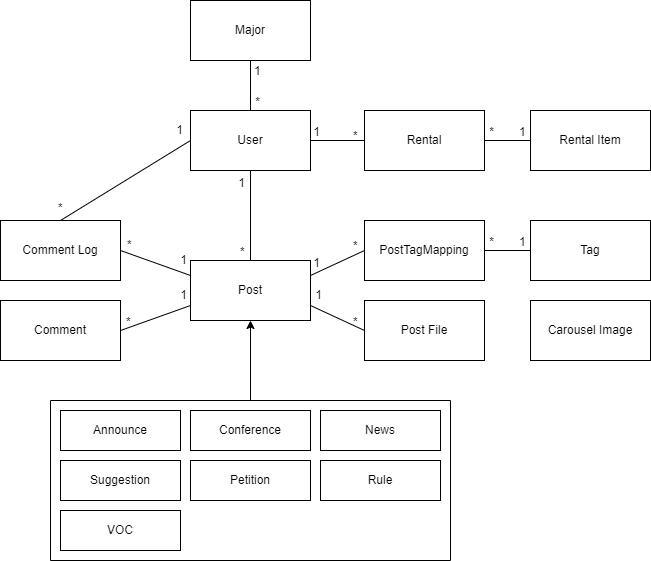 Major
1
*
User
1
*
Rental
*
1
Rental Item
1
*
1
*
Comment Log
*
1
Post
1
*
PostTagMapping
*
1
Tag
Comment
*
1
1
*
Post File
Carousel Image
Announce
Conference
News
Suggestion
Petition
Rule
VOC